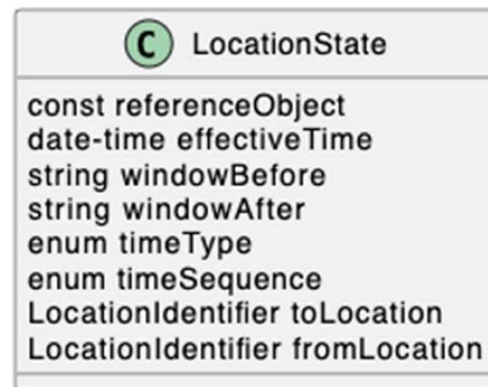 C LocationState
const referenceObject
date-time effectiveTime
string windowBefore
string windowAfter
enum timeType
enum timeSequence
LocationIdentifier toLocation
LocationIdentifier fromLocation